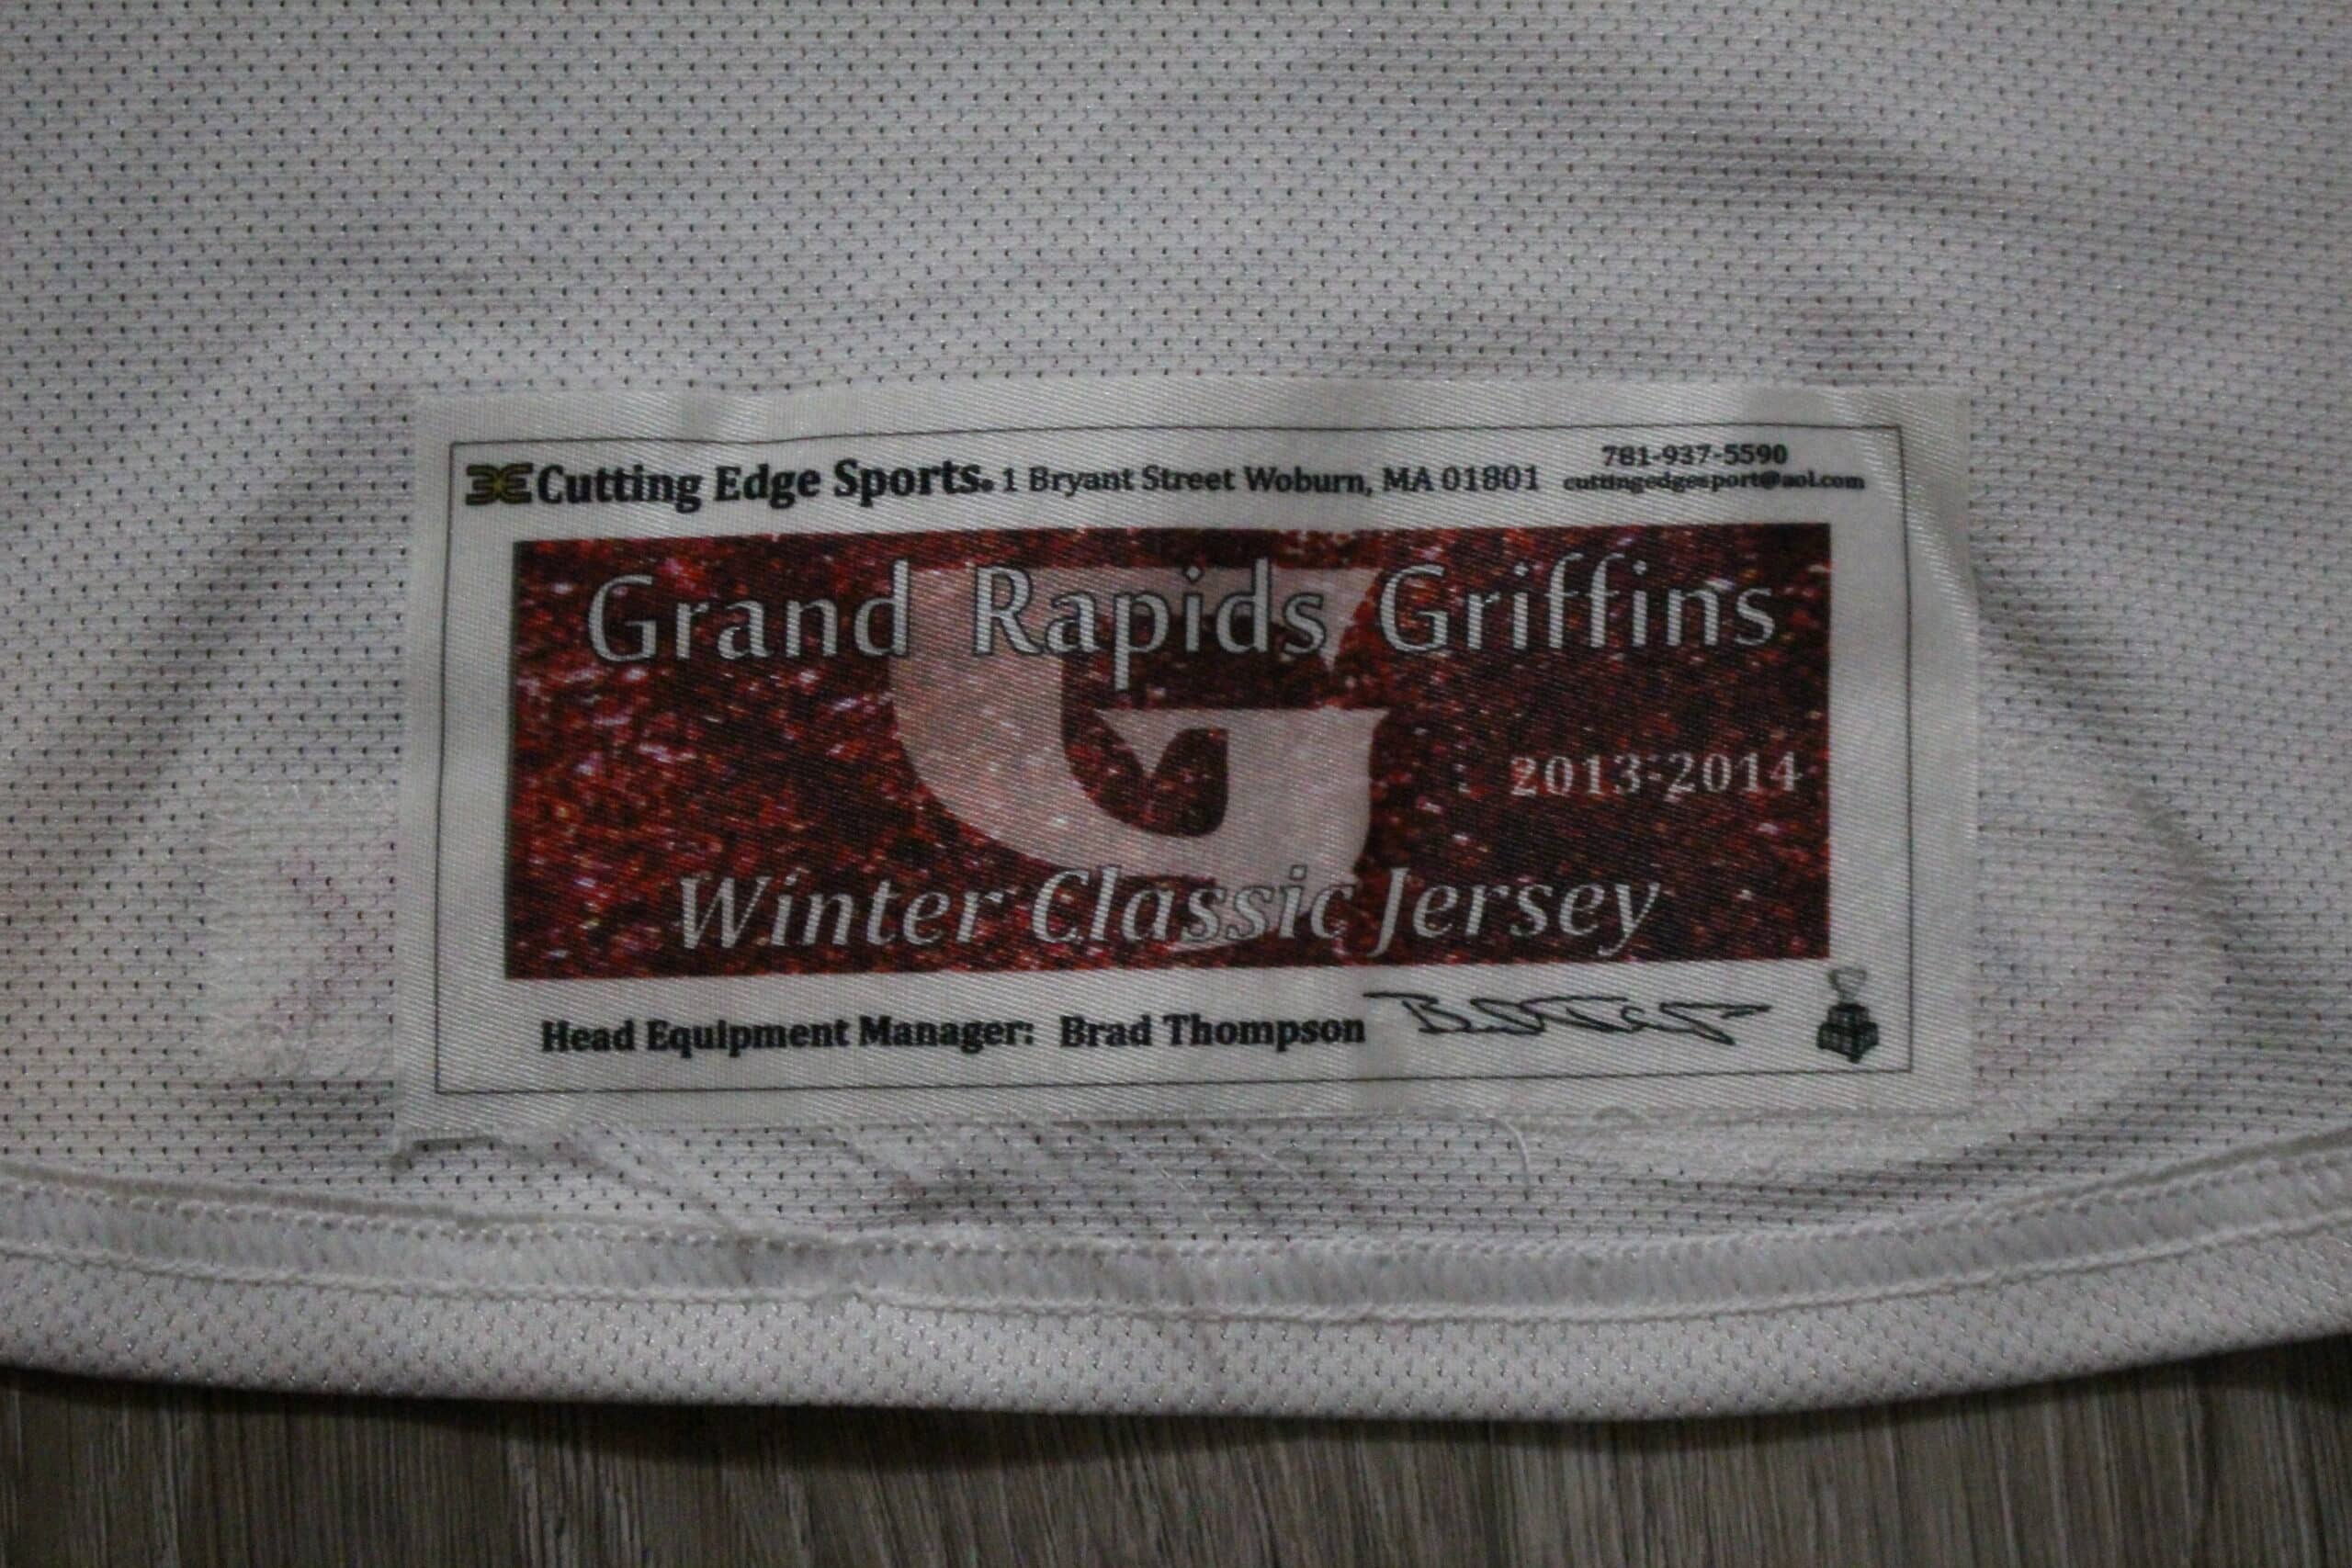 Cutting Edge Sports. 1 Bryant Street Woburn, MA 01801
781-937-5590
cuttingedgesport@aol.com
Grand Rapids Griffins
G
2013-2014
Winter Classic Jersey
Head Equipment Manager: Brad Thompson